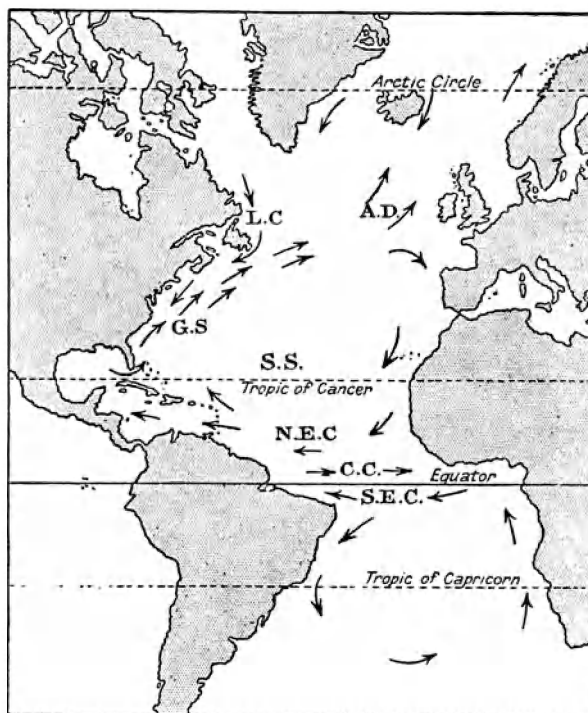 Arctic Circle
L.C
A.D.
G.S
S.S.
Tropic of Cancer
N.E.C
C.C.
Equator
S.E.C.
Tropic of Capricorn